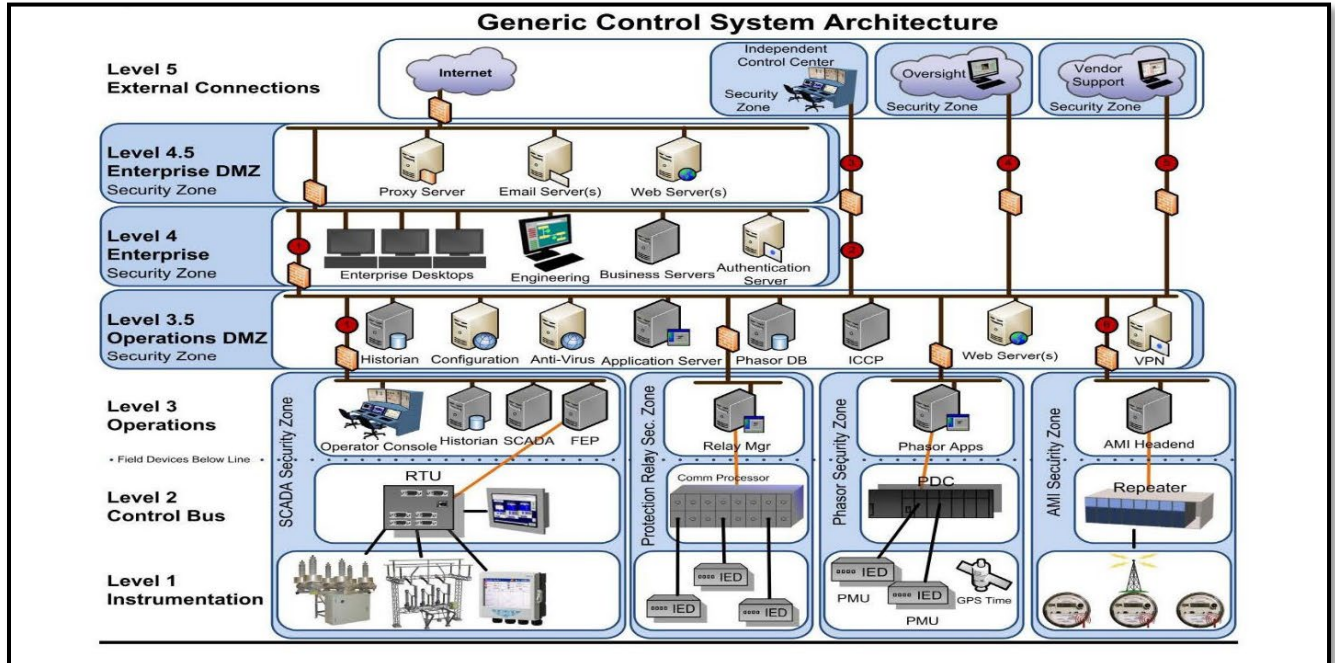 Generic Control System Architecture
Level 5
External Connections
Internet
Independent
Control Center
Security
Zone
Oversight
Security Zone
Vendor
Support
Security Zone
Level 4.5
Enterprise DMZ
Security Zone
Proxy Server
Email Server(s)
Web Server(s)
3
4
5
Level 4
Enterprise
Security Zone
Enterprise Desktops
Engineering
Business Servers
Authentication
Server
Level 3.5
Operations DMZ
Security Zone
Historian
Configuration
Anti-Virus
Application Server
Phasor DB
ICCP
Web Server(s)
VPN
Level 3
Operations
SCADA Security Zone
Operator Console
Historian
SCADA
FEP
Protection Relay Sec. Zone
Relay Mgr
Phasor Security Zone
Phasor Apps
AMI Security Zone
AMI Headend
• Field Devices Below Line
Level 2
Control Bus
RTU
Comm Processor
PDC
Repeater
Level 1
Instrumentation
IED
IED
IED
IED
PMU
IED
PMU
GPS Time